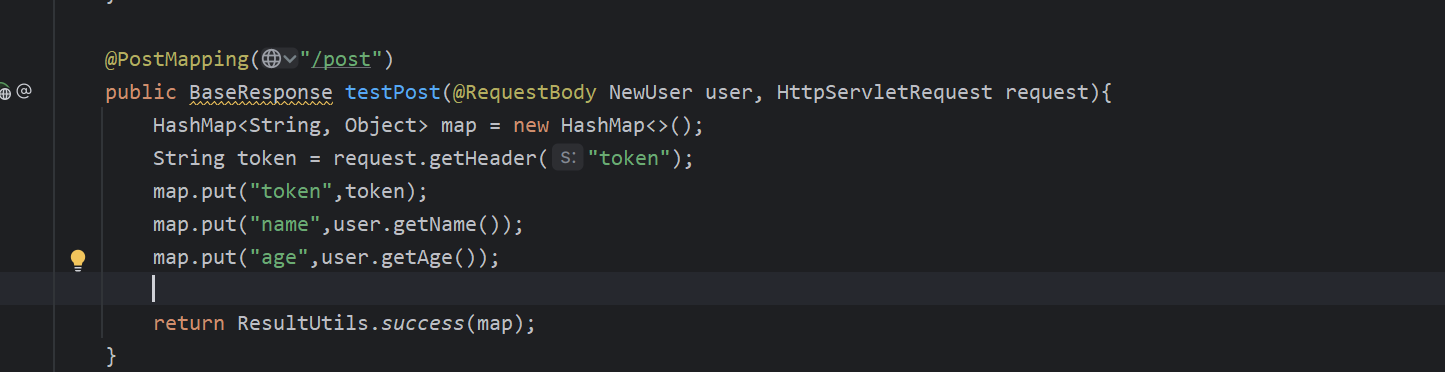 }
@PostMapping("/post")
public BaseResponse testPost(@RequestBody NewUser user, HttpServletRequest request){
HashMap<String, Object> map = new HashMap<>();
String token = request.getHeader( s: "token");
map.put("token",token);
map.put("name",user.getName());
map.put("age",user.getAge());
return ResultUtils.success(map);
}